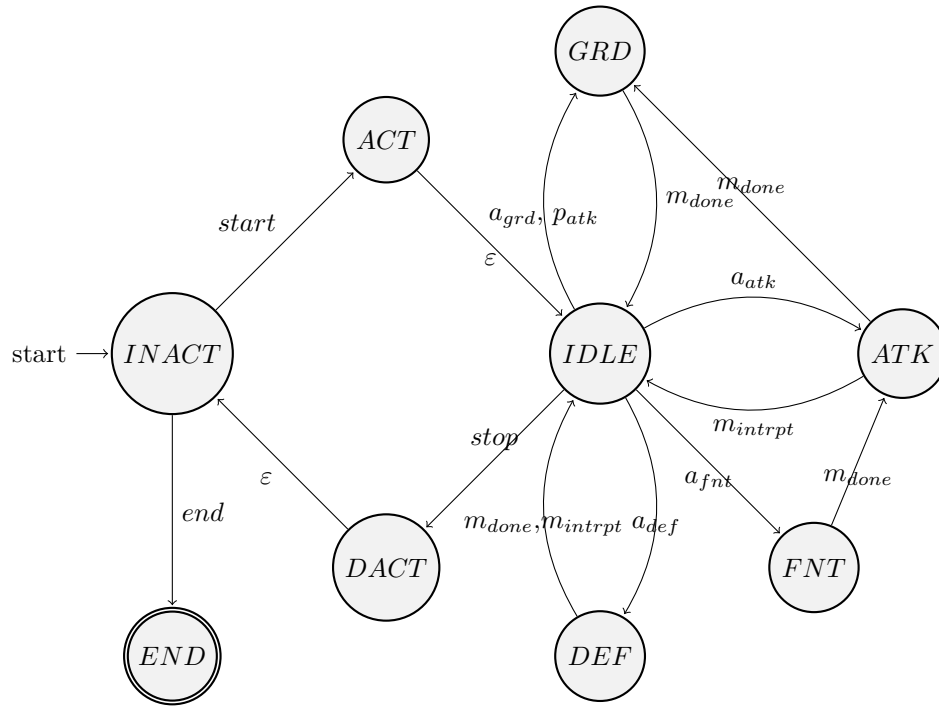 GRD
ACT
m_done
a_grd, p_atk
m_done
start
ε
a_atk
start
INACT
IDLE
ATK
m_intrpt
stop
ε
a_fnt
m_done
end
m_done, m_intrpt
a_def
DACT
FNT
END
DEF